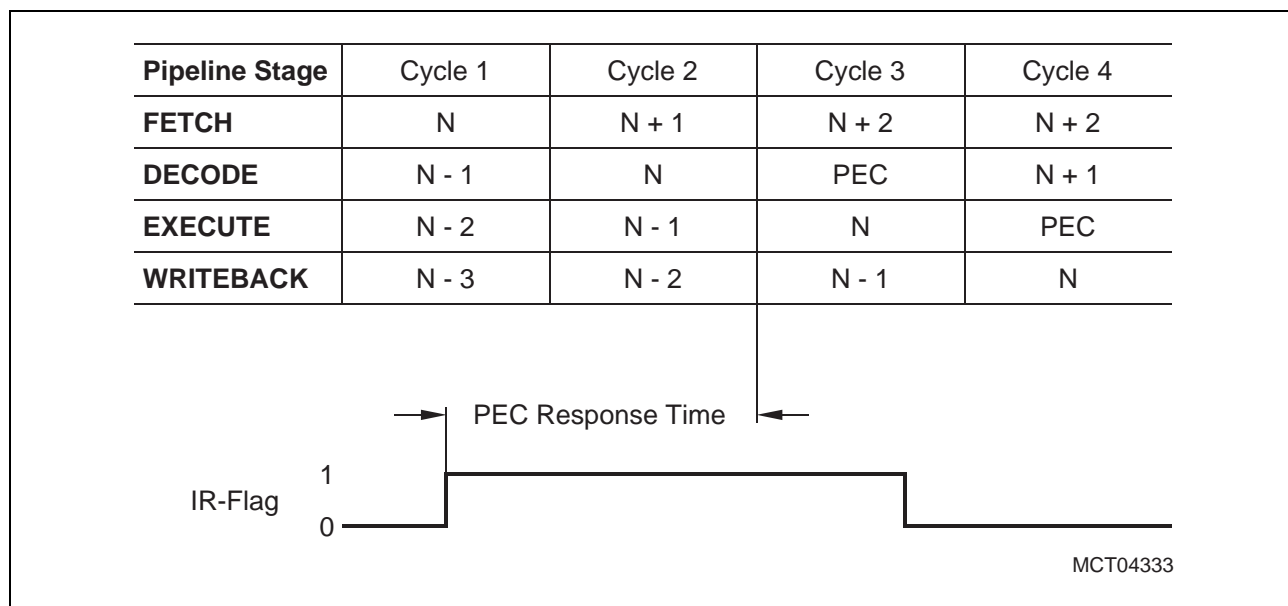 Pipeline Stage Cycle 1 Cycle 2 Cycle 3 Cycle 4
FETCH N N + 1 N + 2 N + 2
DECODE N - 1 N PEC N + 1
EXECUTE N - 2 N - 1 N PEC
WRITEBACK N - 3 N - 2 N - 1 N
PEC Response Time
1
IR-Flag
0
MCT04333